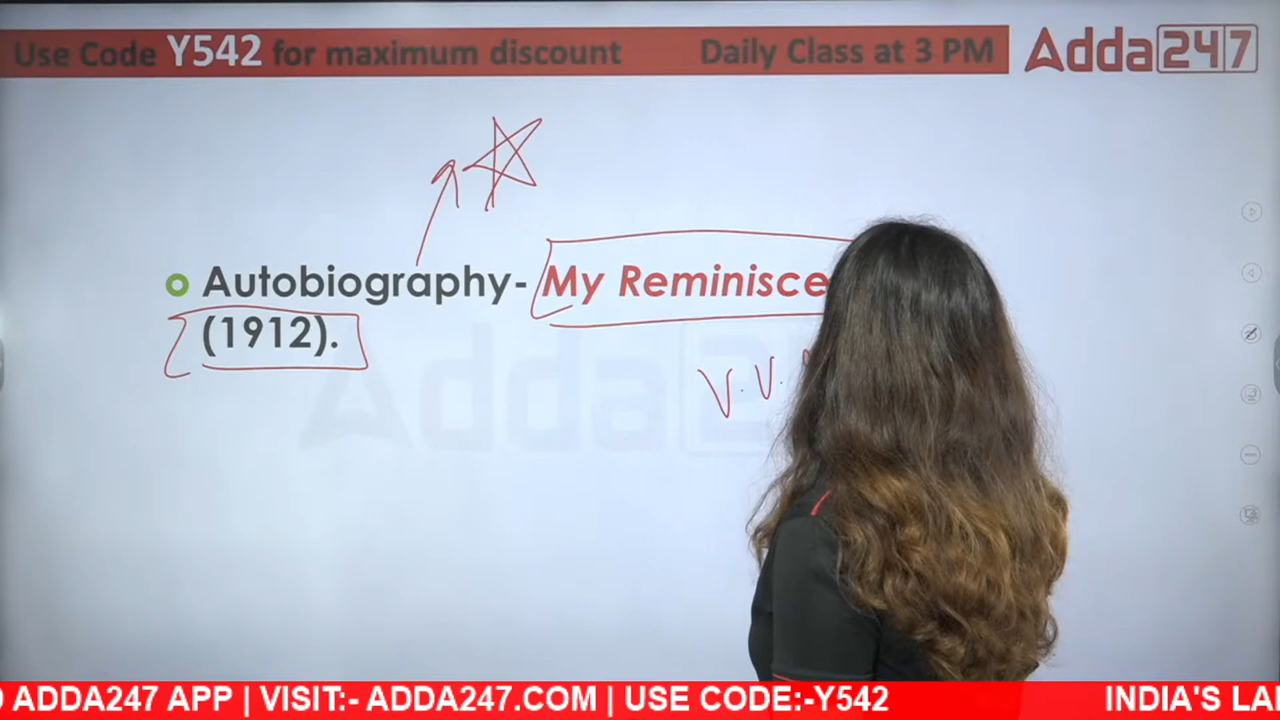 Use Code Y542 for maximum discount Daily Class at 3 PM Adda247
Autobiography- My Reminisce
(1912).
V. V.
Adda2
ADDA247 APP | VISIT:- ADDA247.COM | USE CODE:-Y542 INDIA'S